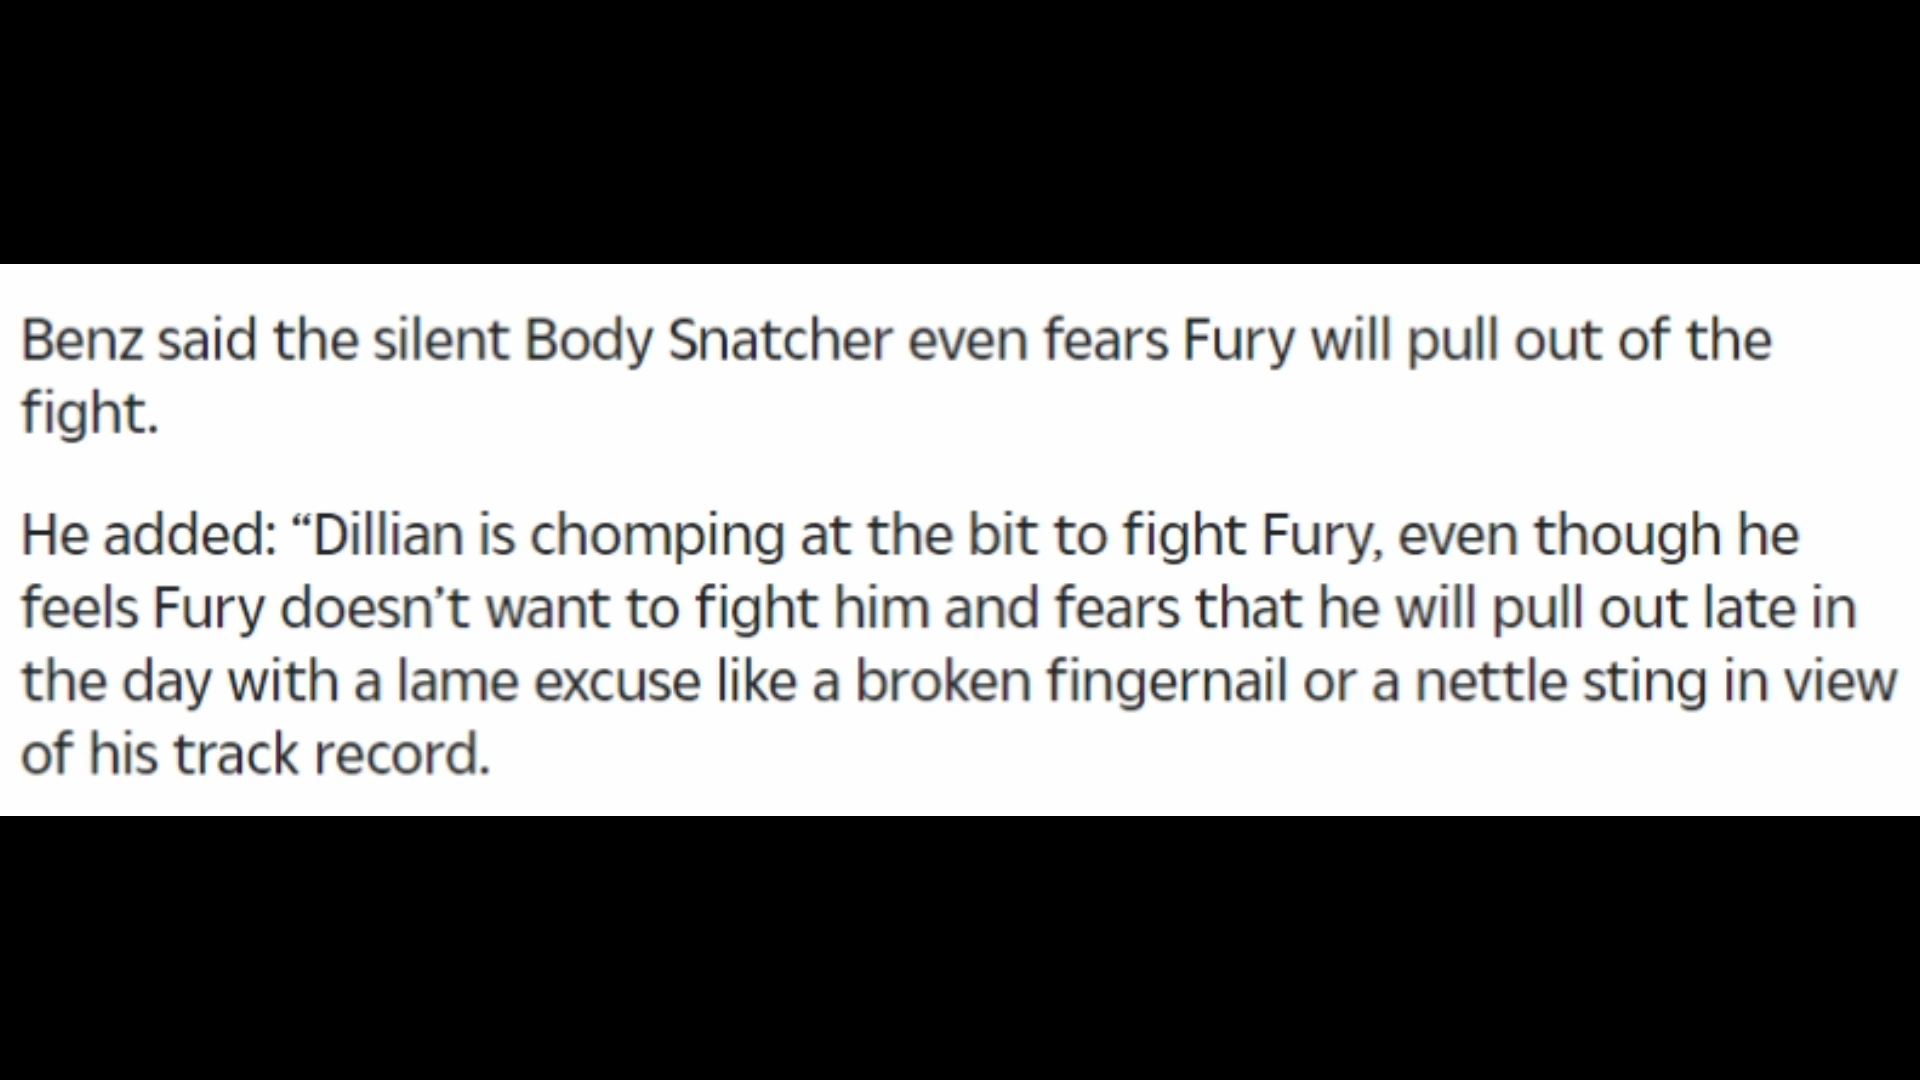 Benz said the silent Body Snatcher even fears Fury will pull out of the
fight.
He added: “Dillian is chomping at the bit to fight Fury, even though he
feels Fury doesn’t want to fight him and fears that he will pull out late in
the day with a lame excuse like a broken fingernail or a nettle sting in view
of his track record.